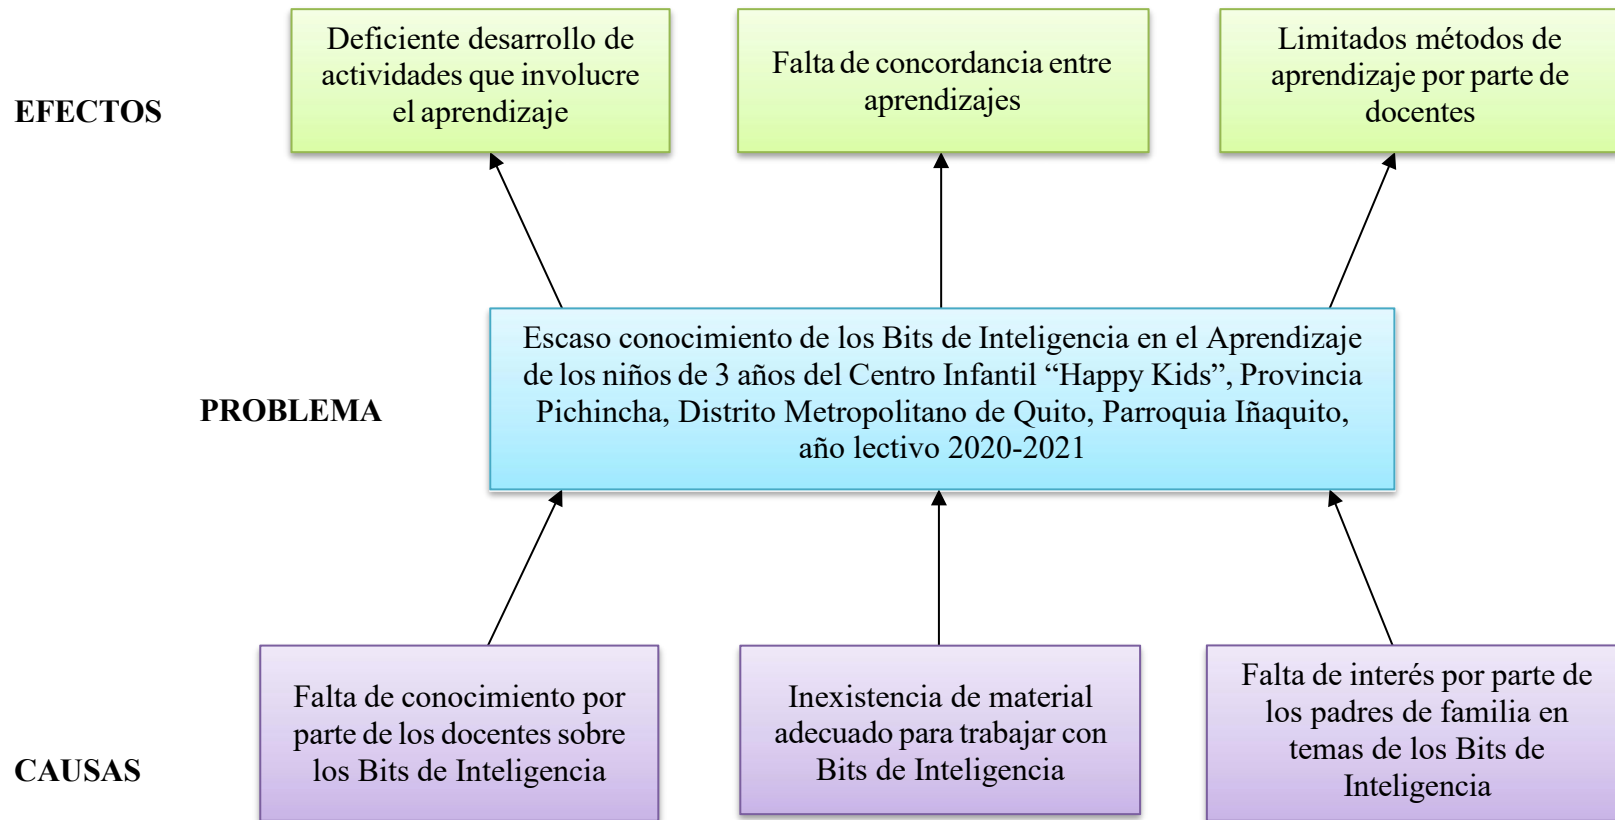 EFECTOS
Deficiente desarrollo de
actividades que involucre
el aprendizaje
Falta de concordancia entre
aprendizajes
Limitados métodos de
aprendizaje por parte de
docentes
PROBLEMA
Escaso conocimiento de los Bits de Inteligencia en el Aprendizaje
de los niños de 3 años del Centro Infantil “Happy Kids”, Provincia
Pichincha, Distrito Metropolitano de Quito, Parroquia Iñaquito,
año lectivo 2020-2021
CAUSAS
Falta de conocimiento por
parte de los docentes sobre
los Bits de Inteligencia
Inexistencia de material
adecuado para trabajar con
Bits de Inteligencia
Falta de interés por parte de
los padres de familia en
temas de los Bits de
Inteligencia